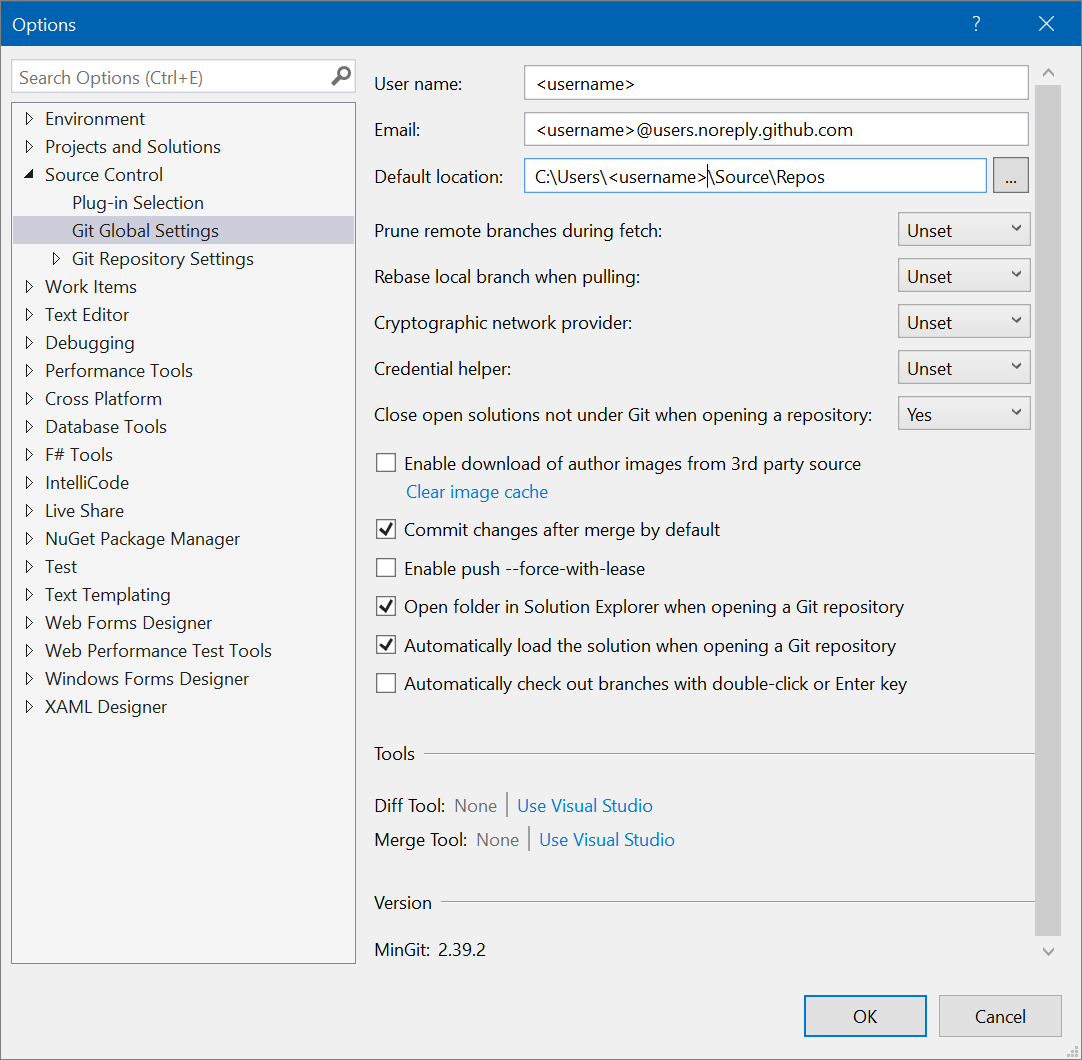 Options
?
Search Options (Ctrl+E)
Environment
Projects and Solutions
Source Control
Plug-in Selection
Git Global Settings
Git Repository Settings
Work Items
Text Editor
Debugging
Performance Tools
Cross Platform
Database Tools
F# Tools
IntelliCode
Live Share
NuGet Package Manager
Test
Text Templating
Web Forms Designer
Web Performance Test Tools
Windows Forms Designer
XAML Designer
User name: <username>
Email: <username>@users.noreply.github.com
Default location: C:\Users\<username>\Source\Repos ...
Prune remote branches during fetch: Unset
Rebase local branch when pulling: Unset
Cryptographic network provider: Unset
Credential helper: Unset
Close open solutions not under Git when opening a repository: Yes
Enable download of author images from 3rd party source
Clear image cache
Commit changes after merge by default
Enable push --force-with-lease
Open folder in Solution Explorer when opening a Git repository
Automatically load the solution when opening a Git repository
Automatically check out branches with double-click or Enter key
Tools
Diff Tool: None | Use Visual Studio
Merge Tool: None | Use Visual Studio
Version
MinGit: 2.39.2
OK Cancel